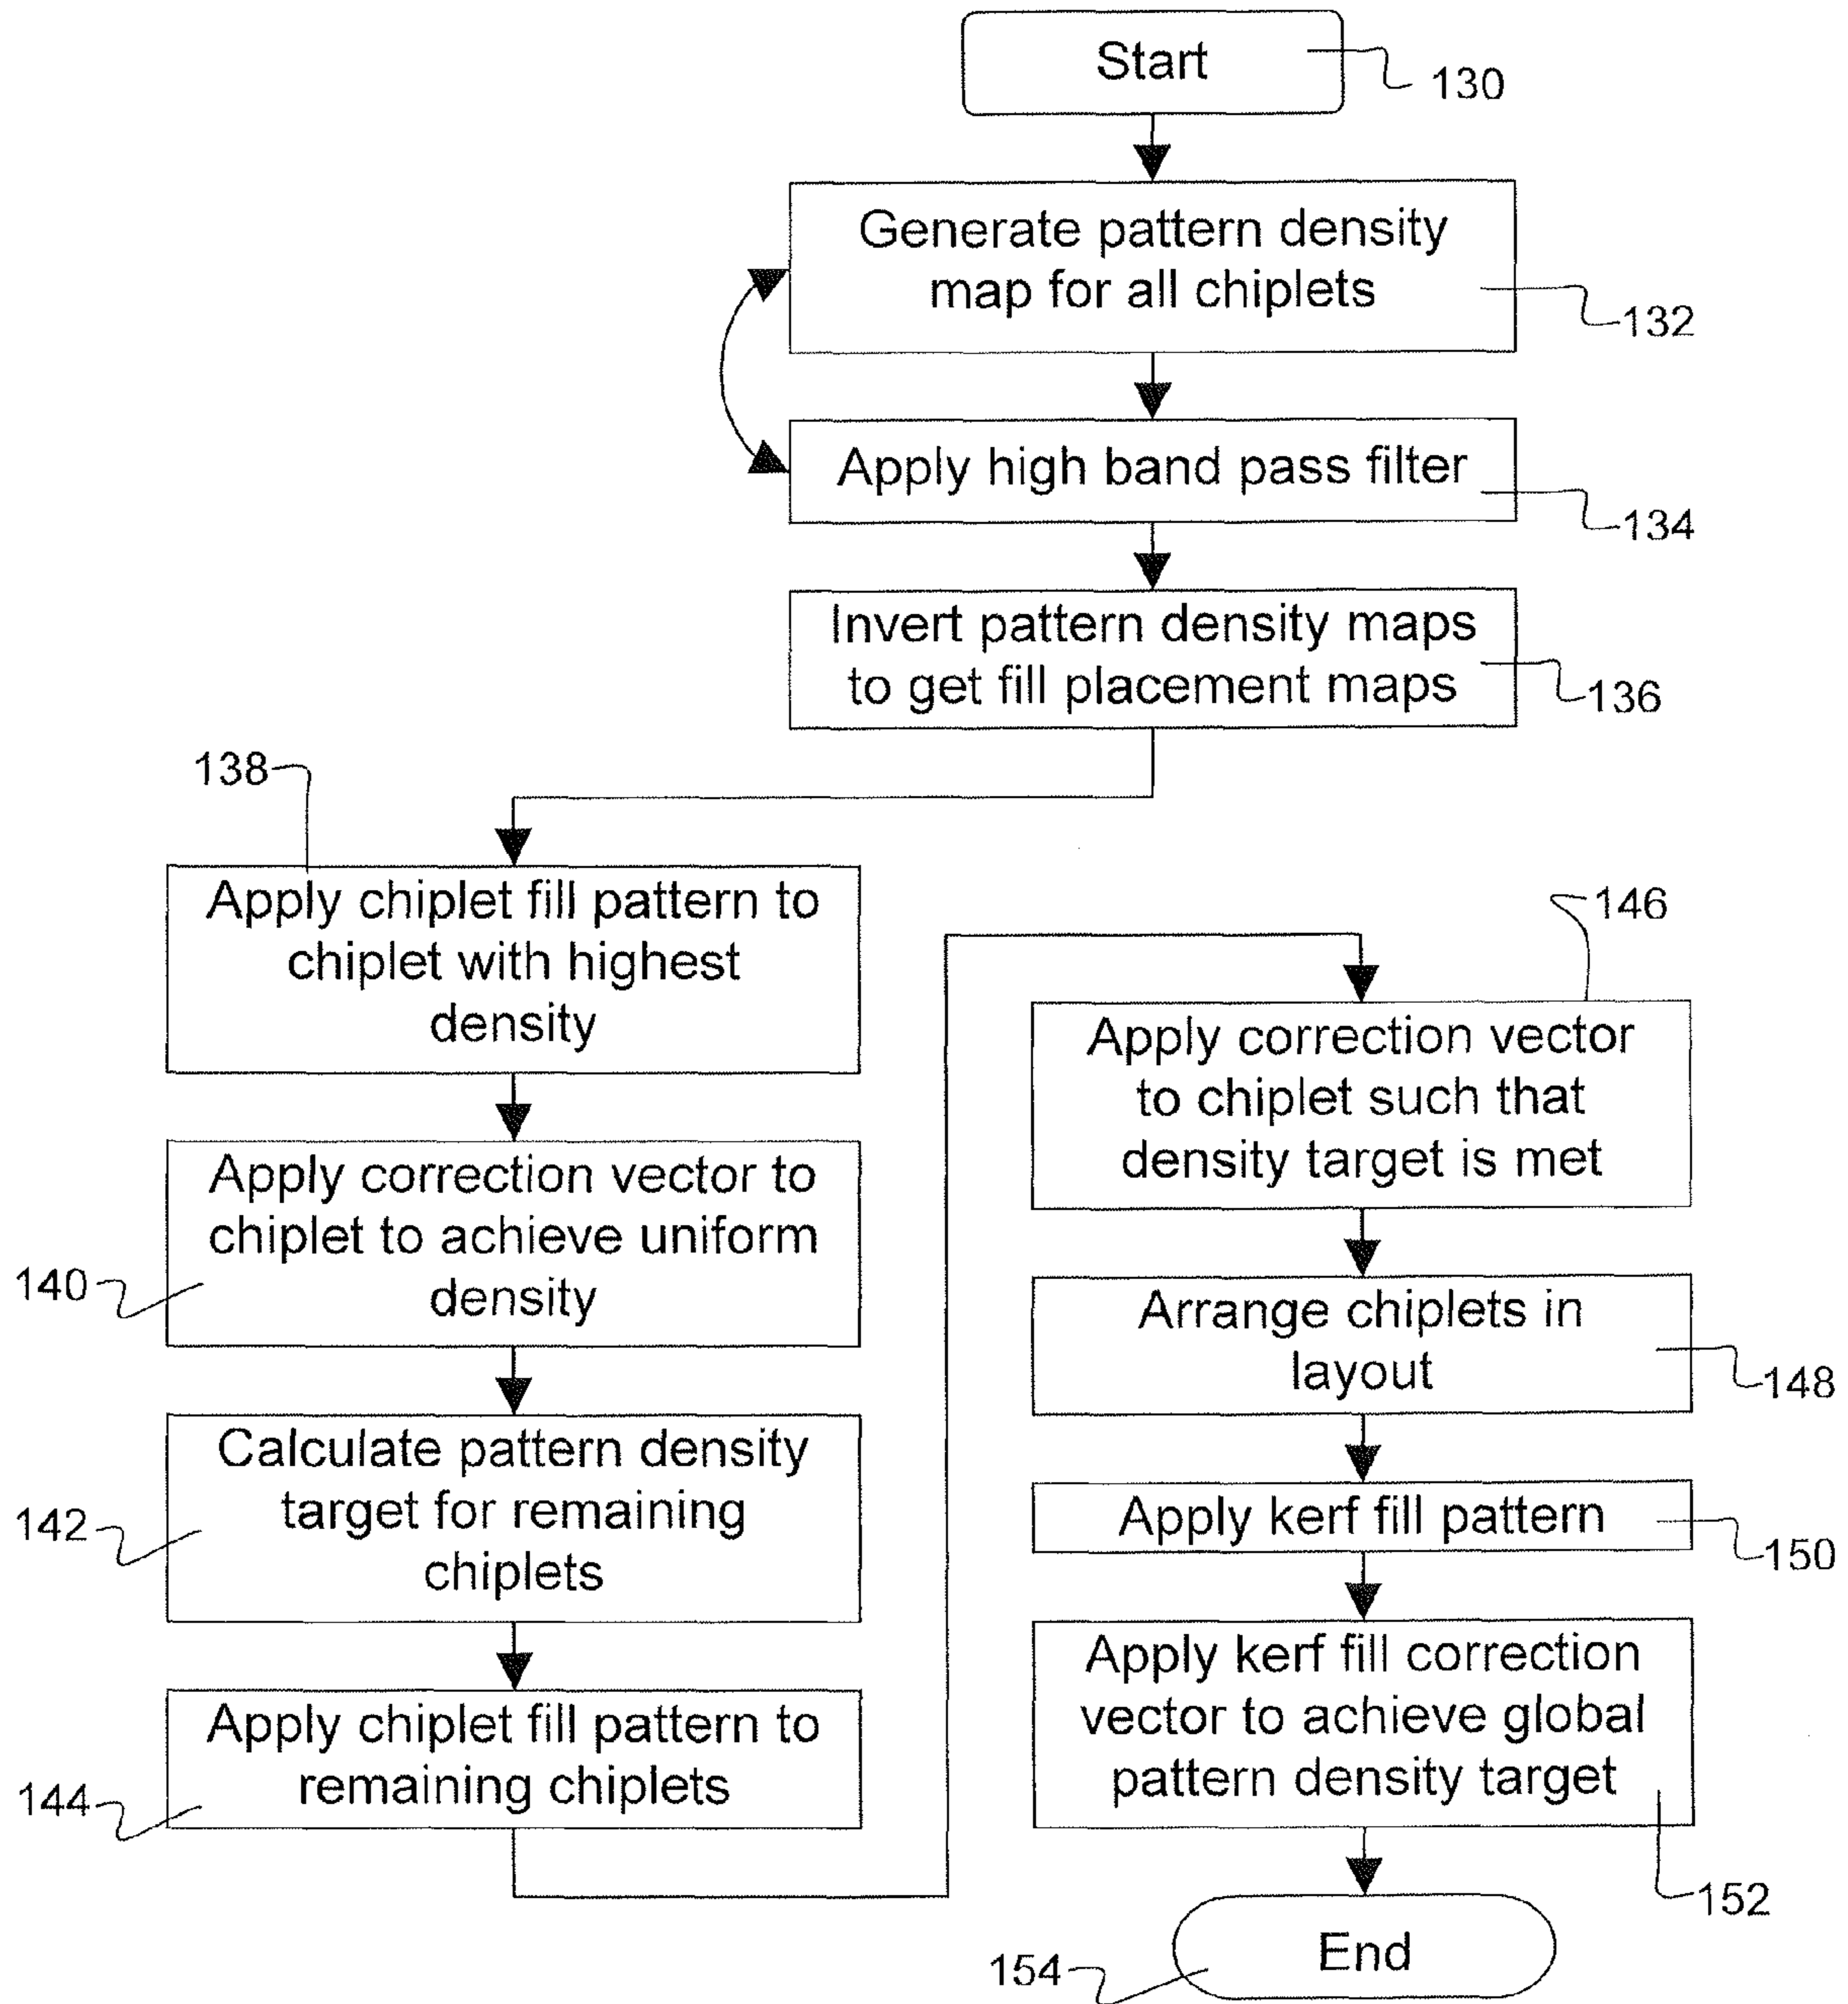 Start
130
Generate pattern density
map for all chiplets
132
Apply high band pass filter
134
Invert pattern density maps
to get fill placement maps
136
138
Apply chiplet fill pattern to
chiplet with highest
density
Apply correction vector to
chiplet to achieve uniform
density
140
Calculate pattern density
target for remaining
chiplets
142
Apply chiplet fill pattern to
remaining chiplets
144
146
Apply correction vector
to chiplet such that
density target is met
Arrange chiplets in
layout
148
Apply kerf fill pattern
150
Apply kerf fill correction
vector to achieve global
pattern density target
152
End
154